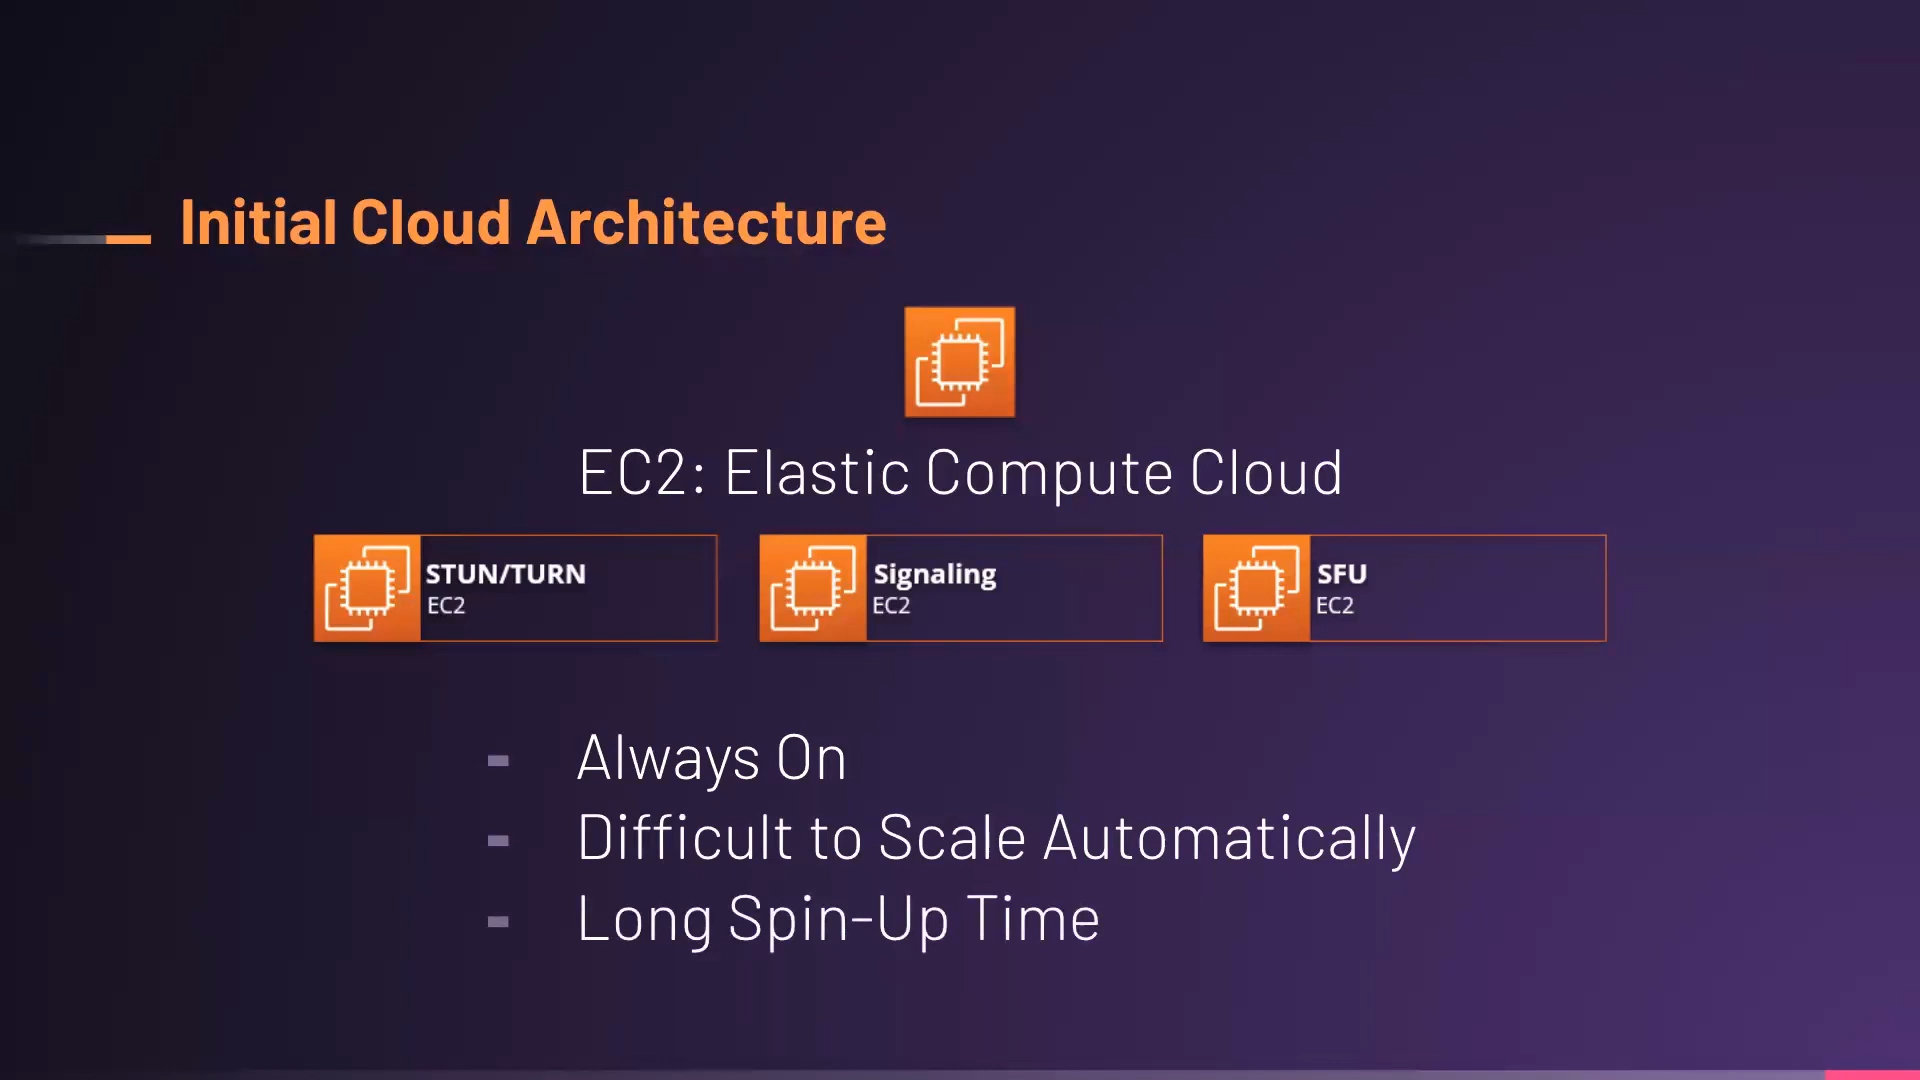 Initial Cloud Architecture
EC2: Elastic Compute Cloud
STUN/TURN
EC2
Signaling
EC2
SFU
EC2
- Always On
- Difficult to Scale Automatically
- Long Spin-Up Time